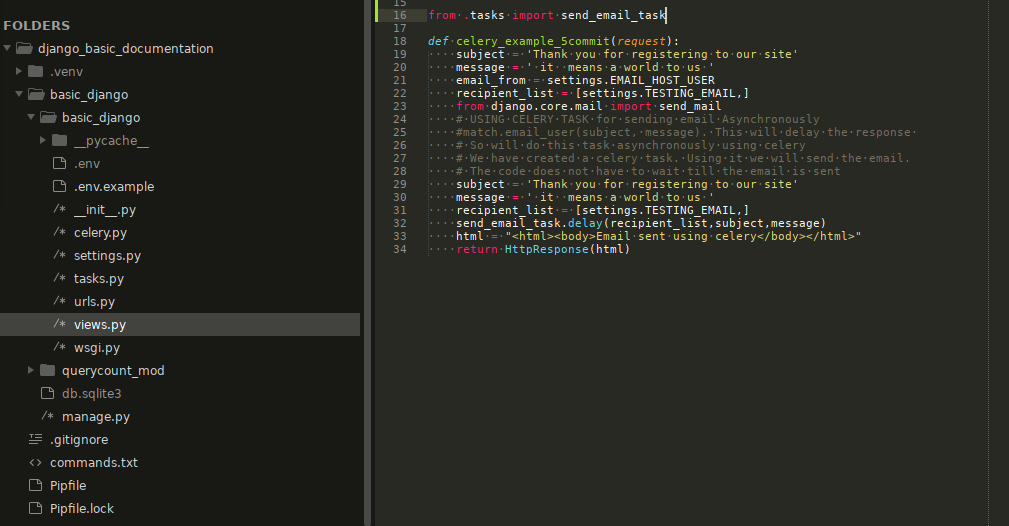 FOLDERS
django_basic_documentation
.venv
basic_django
basic_django
__pycache__
.env
.env.example
/* __init__.py
/* celery.py
/* settings.py
/* tasks.py
/* urls.py
/* views.py
/* wsgi.py
querycount_mod
db.sqlite3
/* manage.py
.gitignore
<> commands.txt
Pipfile
Pipfile.lock
15
16 from .tasks import send_email_task
17
18 def celery_example_5commit(request):
19 subject = 'Thank you for registering to our site'
20 message = ' it  means a world to us '
21 email_from = settings.EMAIL_HOST_USER
22 recipient_list = [settings.TESTING_EMAIL,]
23 from django.core.mail import send_mail
24 # USING CELERY TASK for sending email Asynchronously
25 #match.email_user(subject, message). This will delay the response
26 # So will do this task asynchronously using celery
27 # We have created a celery task. Using it we will send the email.
28 # The code does not have to wait till the email is sent
29 subject = 'Thank you for registering to our site'
30 message = ' it  means a world to us '
31 recipient_list = [settings.TESTING_EMAIL,]
32 send_email_task.delay(recipient_list,subject,message)
33 html = "<html><body>Email sent using celery</body></html>"
34 return HttpResponse(html)